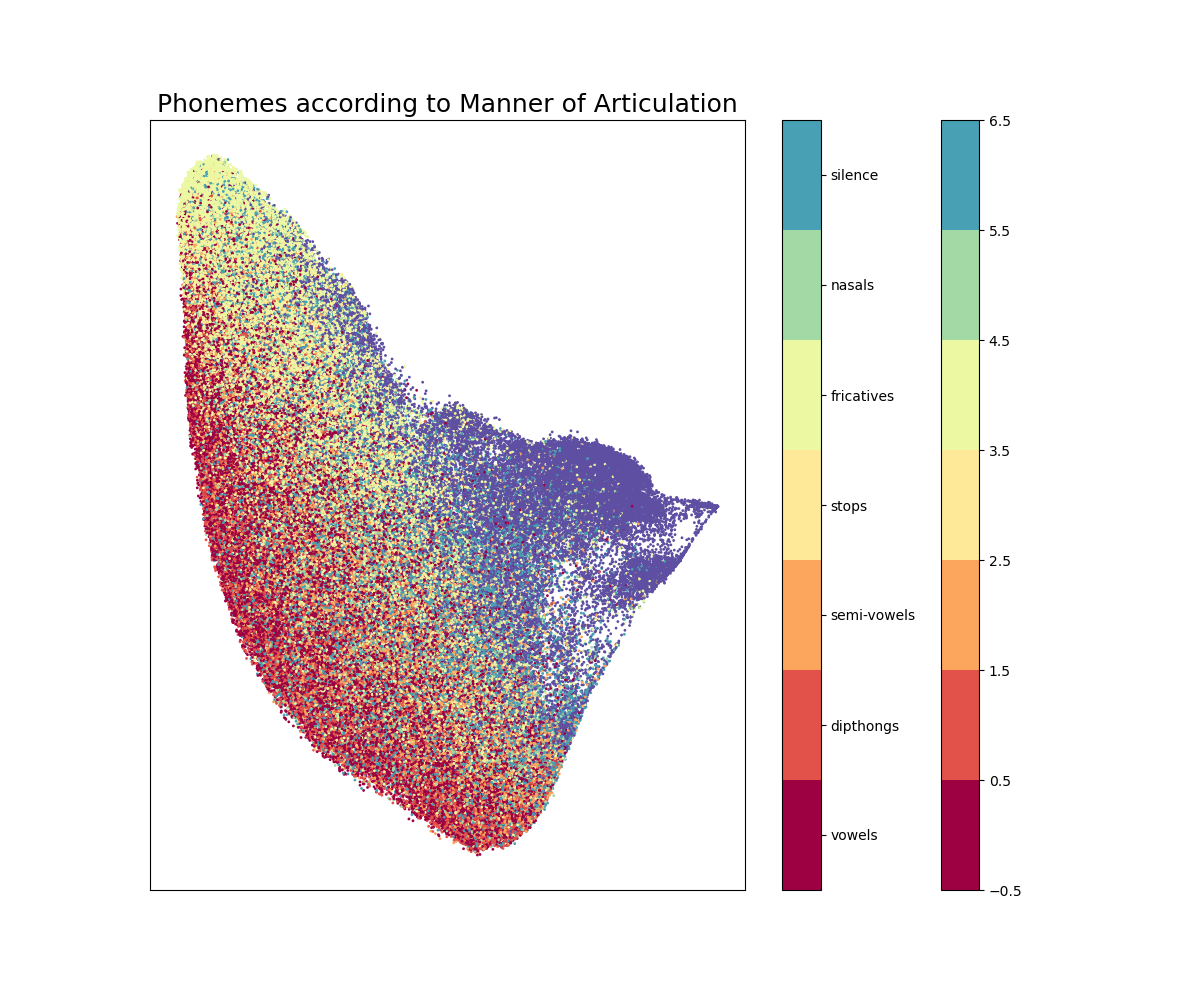 Phonemes according to Manner of Articulation
silence
nasals
fricatives
stops
semi-vowels
dipthongs
vowels
6.5
5.5
4.5
3.5
2.5
1.5
0.5
−0.5